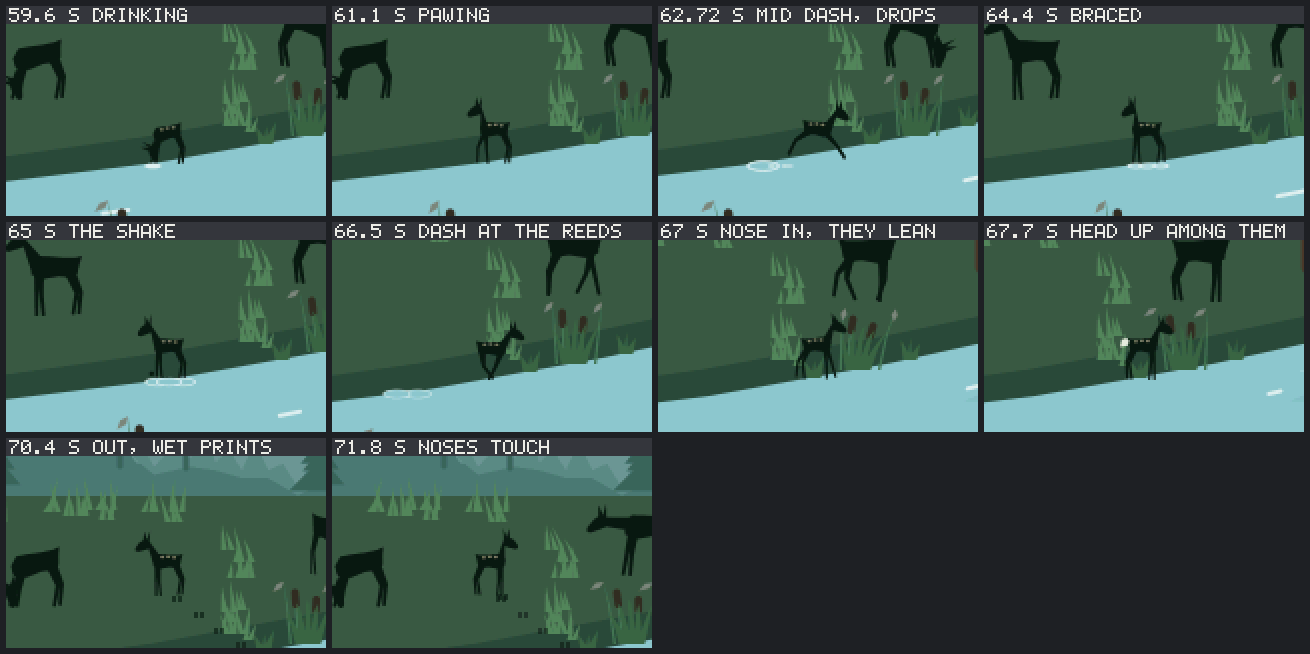 59.6 S DRINKING
61.1 S PAWING
62.72 S MID DASH, DROPS
64.4 S BRACED
65 S THE SHAKE
66.5 S DASH AT THE REEDS
67 S NOSE IN, THEY LEAN
67.7 S HEAD UP AMONG THEM
70.4 S OUT, WET PRINTS
71.8 S NOSES TOUCH